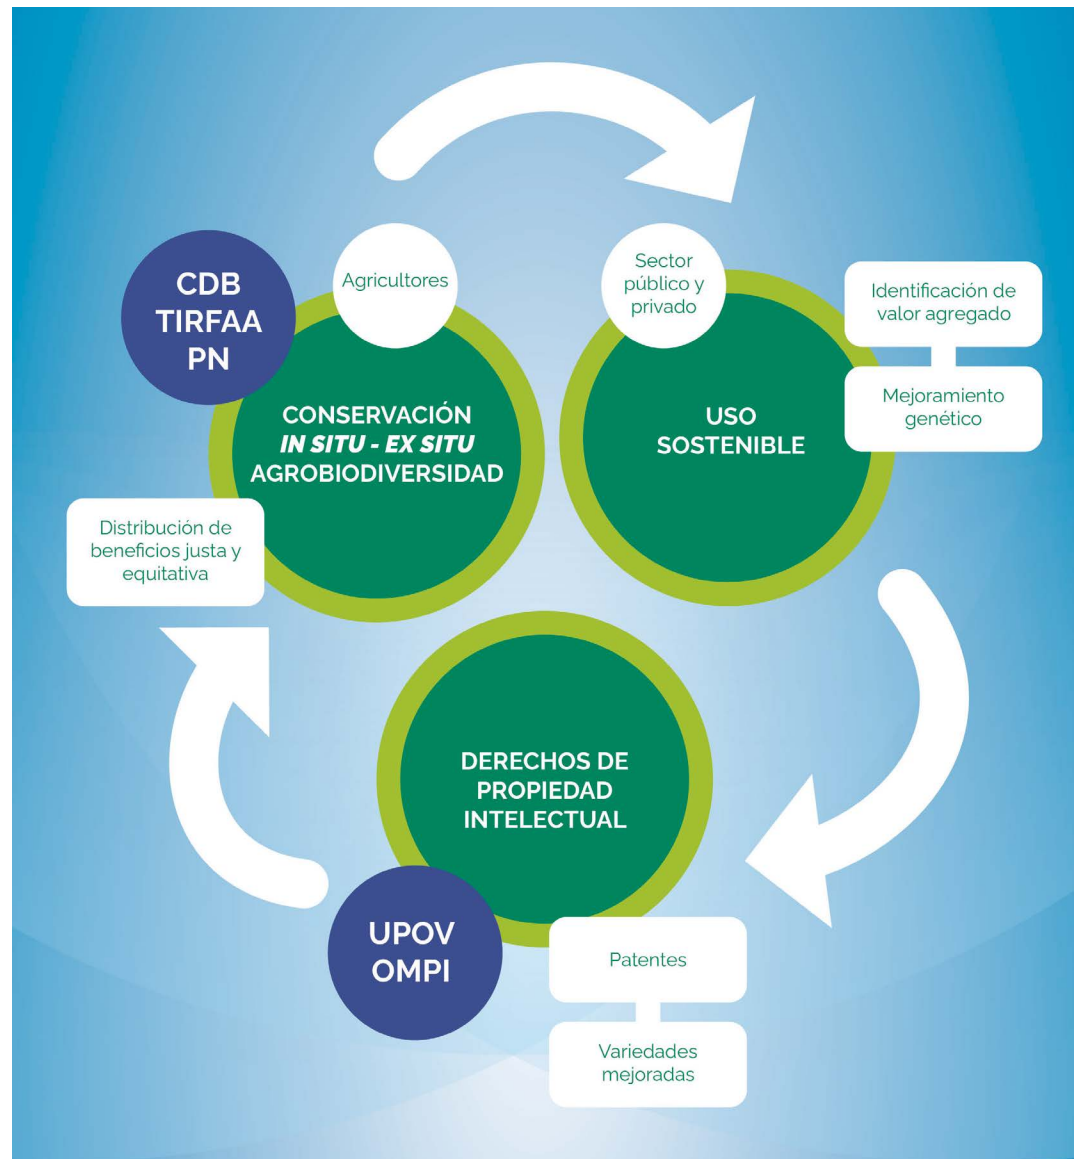 CDB
TIRFAA
PN
Agricultores
CONSERVACIÓN
IN SITU - EX SITU
AGROBIODIVERSIDAD
Distribución de
beneficios justa y
equitativa
Sector
público y
privado
USO
SOSTENIBLE
Identificación de
valor agregado
Mejoramiento
genético
DERECHOS DE
PROPIEDAD
INTELECTUAL
UPOV
OMPI
Patentes
Variedades
mejoradas